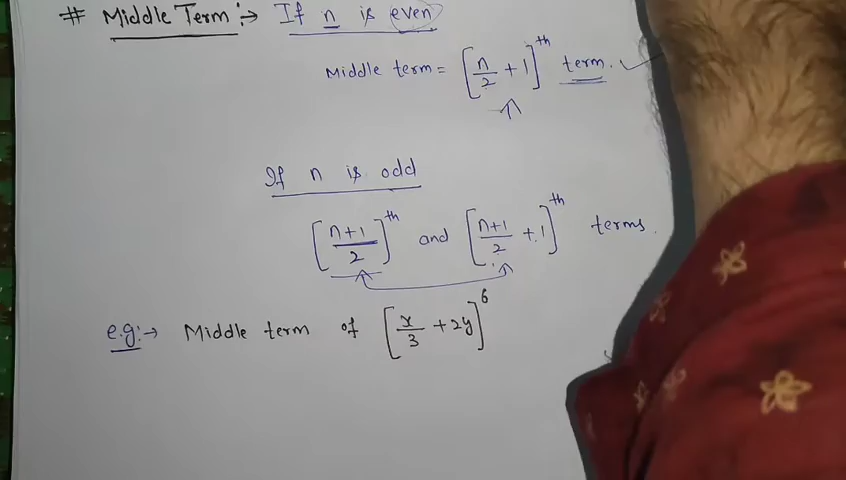 # Middle Term :→ If n is even
Middle term = [n/2 + 1]^th term.
If n is odd
[(n+1)/2]^th and [(n+1)/2 + 1]^th terms.
e.g:→ Middle term of [x/3 + 2y]^6